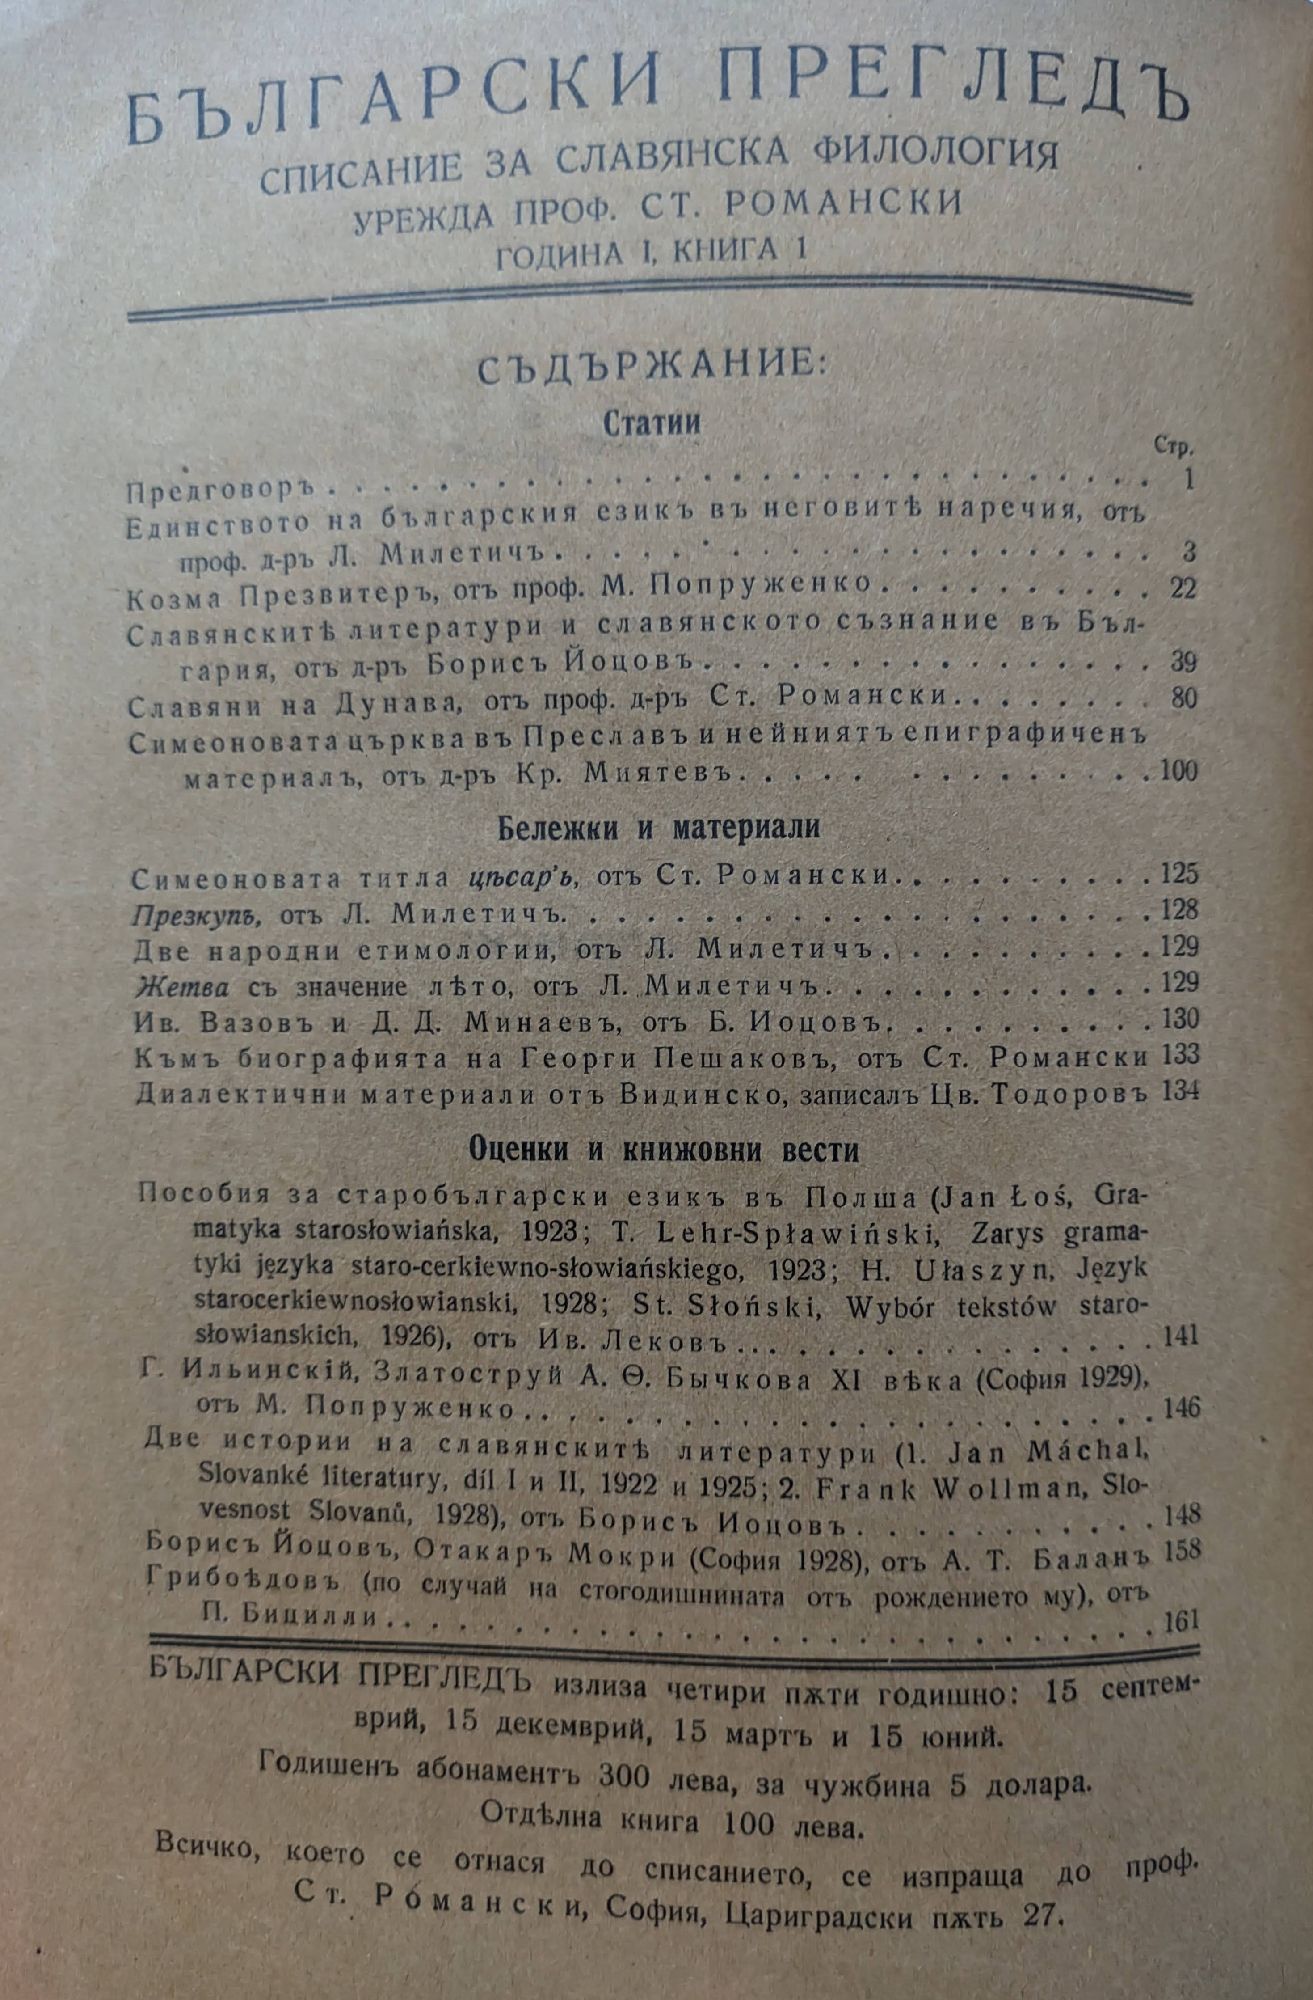 БЪЛГАРСКИ ПРЕГЛЕДЪ
СПИСАНИЕ ЗА СЛАВЯНСКА ФИЛОЛОГИЯ
УРЕЖДА ПРОФ. СТ. РОМАНСКИ
ГОДИНА I, КНИГА 1
СЪДЪРЖАНИЕ:
Статии
Стр.
Предговоръ . . . . . . . . . . . . . . . . . . . . . . . . 1
Единството на българския езикъ въ неговитѣ наречия, отъ
проф. д-ръ Л. Милетичъ . . . . . . . . . . . . . . . . . 3
Козма Презвитеръ, отъ проф. М. Попруженко . . . . . . . . . 22
Славянскитѣ литератури и славянското съзнание въ Бъл-
гария, отъ д-ръ Борисъ Йоцовъ . . . . . . . . . . . . . 39
Славяни на Дунава, отъ проф. д-ръ Ст. Романски . . . . . . . 80
Симеоновата църква въ Преславъ и нейниятъ епиграфиченъ
материалъ, отъ д-ръ Кр. Миятевъ . . . . . . . . . . . . 100
Бележки и материали
Симеоновата титла цѣсар’ь, отъ Ст. Романски . . . . . . . . . 125
Презкупъ, отъ Л. Милетичъ . . . . . . . . . . . . . . . . . 128
Две народни етимологии, отъ Л. Милетичъ . . . . . . . . . . 129
Жетва съ значение лѣто, отъ Л. Милетичъ . . . . . . . . . . 129
Ив. Вазовъ и Д. Д. Минаевъ, отъ Б. Йоцовъ . . . . . . . . . 130
Къмъ биографията на Георги Пешаковъ, отъ Ст. Романски 133
Диалектични материали отъ Видинско, записалъ Цв. Тодоровъ 134
Оценки и книжовни вести
Пособия за старобългарски езикъ въ Полша (Jan Łoś, Gra-
matyka starosłowiańska, 1923; T. Lehr-Spławiński, Zarys grama-
tyki języka staro-cerkiewno-słowiańskiego, 1923; H. Ułaszyn, Język
starocerkiewnosłowianski, 1928; St. Słoński, Wybór tekstów staro-
słowianskich, 1926), отъ Ив. Лековъ . . . . . . . . . . . . . 141
Г. Ильинскій, Златоструй А. Ѳ. Бычкова XI вѣка (София 1929),
отъ М. Попруженко . . . . . . . . . . . . . . . . . . . . 146
Две истории на славянскитѣ литератури (1. Jan Máchal,
Slovanké literatury, díl I и II, 1922 и 1925; 2. Frank Wollman, Slo-
vesnost Slovanů, 1928), отъ Борисъ Йоцовъ . . . . . . . . . 148
Борисъ Йоцовъ, Отакаръ Мокри (София 1928), отъ А. Т. Баланъ 158
Грибоѣдовъ (по случай на стогодишнината отъ рождението му), отъ
П. Бицилли . . . . . . . . . . . . . . . . . . . . . . . 161
БЪЛГАРСКИ ПРЕГЛЕДЪ излиза четири пѫти годишно: 15 септем-
врий, 15 декемврий, 15 мартъ и 15 юний.
Годишенъ абонаментъ 300 лева, за чужбина 5 долара.
Отдѣлна книга 100 лева.
Всичко, което се отнася до списанието, се изпраща до проф.
Ст. Романски, София, Цариградски пѫть 27.